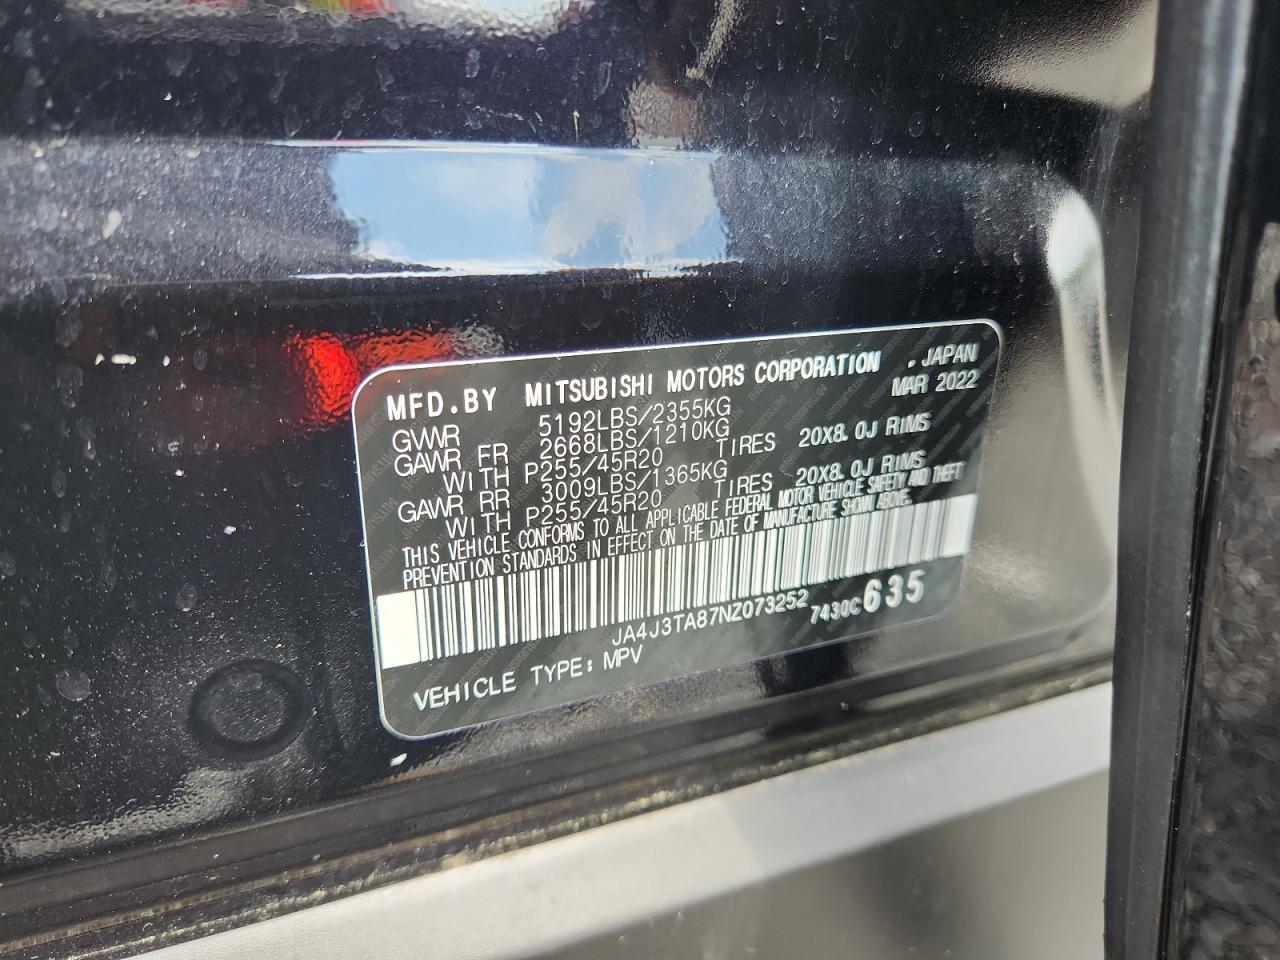 MFD.BY MITSUBISHI MOTORS CORPORATION .JAPAN
MAR 2022
GVWR 5192LBS/2355KG
GAWR FR 2668LBS/1210KG
WITH P255/45R20 TIRES 20X8.0J RIMS
GAWR RR 3009LBS/1365KG
WITH P255/45R20 TIRES 20X8.0J RIMS
THIS VEHICLE CONFORMS TO ALL APPLICABLE FEDERAL MOTOR VEHICLE SAFETY AND THEFT
PREVENTION STANDARDS IN EFFECT ON THE DATE OF MANUFACTURE SHOWN ABOVE.
JA4J3TA87NZ073252 7430C635
VEHICLE TYPE: MPV